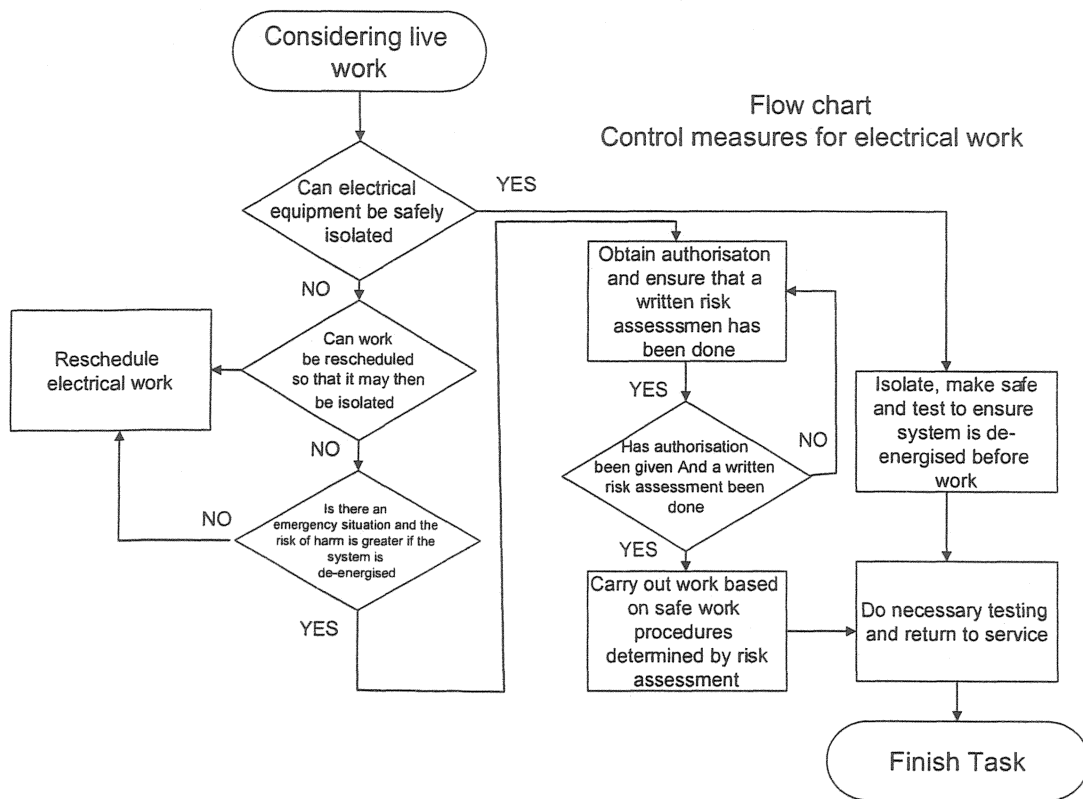 Considering live
work
Flow chart
Control measures for electrical work
Can electrical
equipment be safely
isolated
YES
NO
Obtain authorisaton
and ensure that a
written risk
assesssmen has
been done
Can work
be rescheduled
so that it may then
be isolated
Reschedule
electrical work
NO
YES
Isolate, make safe
and test to ensure
system is de-
energised before
work
Has authorisation
been given And a written
risk assessment been
done
NO
Is there an
emergency situation and the
risk of harm is greater if the
system is
de-energised
NO
YES
YES
Carry out work based
on safe work
procedures
determined by risk
assessment
Do necessary testing
and return to service
Finish Task